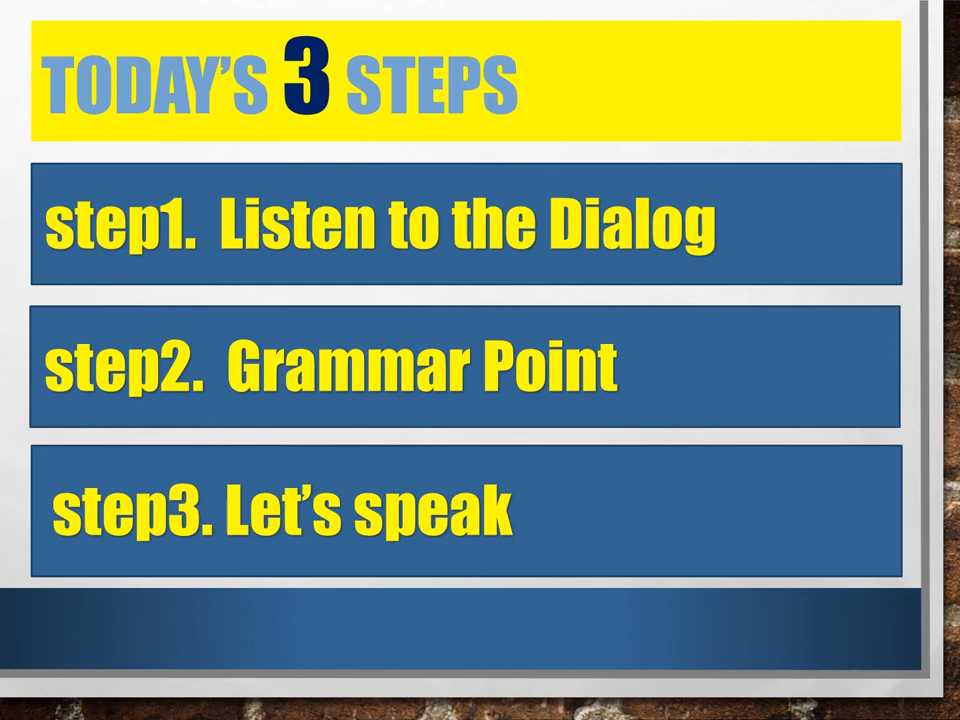 TODAY’S 3 STEPS
step1. Listen to the Dialog
step2. Grammar Point
step3. Let’s speak